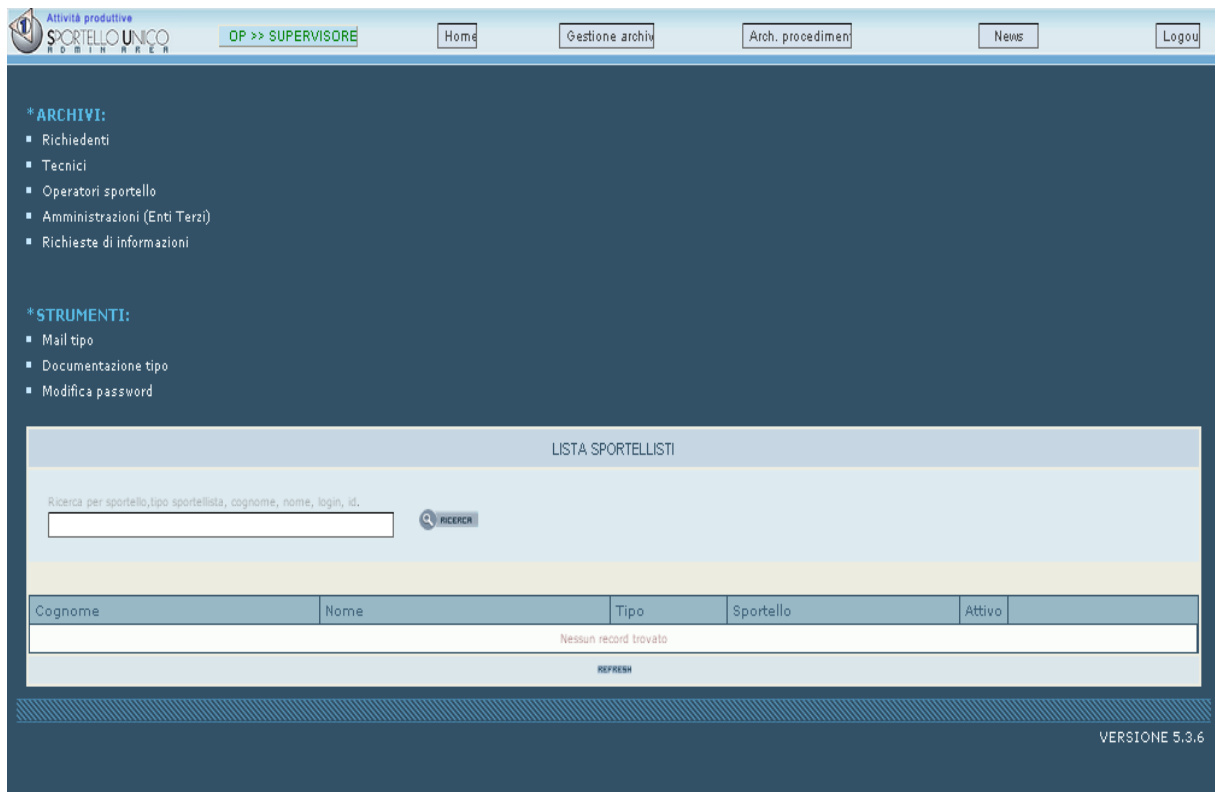 Attività produttive
SPORTELLO UNICO
ADMIN AREA
OP >> SUPERVISORE
Home
Gestione archiv
Arch. procedimen
News
Logou
*ARCHIVI:
Richiedenti
Tecnici
Operatori sportello
Amministrazioni (Enti Terzi)
Richieste di informazioni
*STRUMENTI:
Mail tipo
Documentazione tipo
Modifica password
LISTA SPORTELLISTI
Ricerca per sportello,tipo sportellista, cognome, nome, login, id.
RICERCA
Cognome Nome Tipo Sportello Attivo
Nessun record trovato
REFRESH
VERSIONE 5.3.6